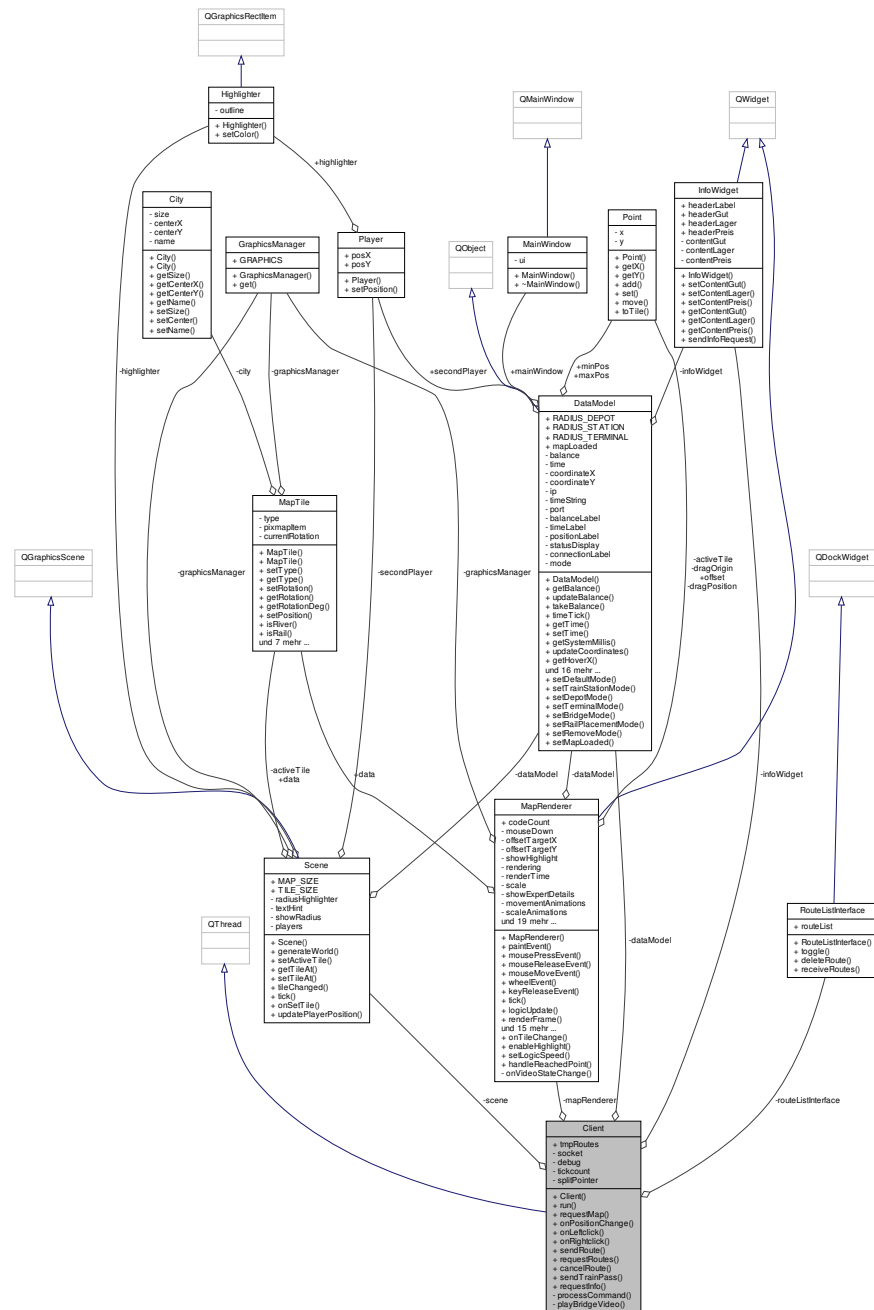 QGraphicsRectItem
Highlighter
- outline
+ Highlighter()
+ setColor()
QMainWindow
QWidget
+highlighter
City
- size
- centerX
- centerY
- name
+ City()
+ City()
+ getSize()
+ getCenterX()
+ getCenterY()
+ getName()
+ setSize()
+ setCenter()
+ setName()
GraphicsManager
+ GRAPHICS
+ GraphicsManager()
+ get()
Player
+ posX
+ posY
+ Player()
+ setPosition()
QObject
MainWindow
- ui
+ MainWindow()
+ ~MainWindow()
Point
- x
- y
+ Point()
+ getX()
+ getY()
+ add()
+ set()
+ move()
+ toTile()
InfoWidget
+ headerLabel
+ headerGut
+ headerLager
+ headerPreis
- contentGut
- contentLager
- contentPreis
+ InfoWidget()
+ setContentGut()
+ setContentLager()
+ setContentPreis()
+ getContentGut()
+ getContentLager()
+ getContentPreis()
+ sendInfoRequest()
-highlighter
-city
-graphicsManager
+secondPlayer
+mainWindow
+minPos
+maxPos
-infoWidget
DataModel
+ RADIUS_DEPOT
+ RADIUS_STATION
+ RADIUS_TERMINAL
+ mapLoaded
- balance
- time
- coordinateX
- coordinateY
- ip
- timeString
- port
- balanceLabel
- timeLabel
- positionLabel
- statusDisplay
- connectionLabel
- mode
+ DataModel()
+ getBalance()
+ updateBalance()
+ takeBalance()
+ timeTick()
+ getTime()
+ setTime()
+ getSystemMillis()
+ updateCoordinates()
+ getHoverX()
und 16 mehr ...
+ setDefaultMode()
+ setTrainStationMode()
+ setDepotMode()
+ setTerminalMode()
+ setBridgeMode()
+ setRailPlacementMode()
+ setRemoveMode()
+ setMapLoaded()
MapTile
- type
- pixmapItem
- currentRotation
+ MapTile()
+ MapTile()
+ setType()
+ getType()
+ setRotation()
+ getRotation()
+ getRotationDeg()
+ setPosition()
+ isRiver()
+ isRail()
und 7 mehr ...
QGraphicsScene
-graphicsManager
-secondPlayer
-graphicsManager
-activeTile
-dragOrigin
+offset
-dragPosition
QDockWidget
-activeTile
+data
+data
-dataModel
-dataModel
-infoWidget
MapRenderer
+ codeCount
- mouseDown
- offsetTargetX
- offsetTargetY
- showHighlight
- rendering
- renderTime
- scale
- showExpertDetails
- movementAnimations
- scaleAnimations
und 19 mehr ...
+ MapRenderer()
+ paintEvent()
+ mousePressEvent()
+ mouseReleaseEvent()
+ mouseMoveEvent()
+ wheelEvent()
+ keyReleaseEvent()
+ tick()
+ logicUpdate()
+ renderFrame()
und 15 mehr ...
+ onTileChange()
+ enableHighlight()
+ setLogicSpeed()
+ handleReachedPoint()
- onVideoStateChange()
Scene
+ MAP_SIZE
+ TILE_SIZE
- radiusHighlighter
- textHint
- showRadius
- players
+ Scene()
+ generateWorld()
+ setActiveTile()
+ getTileAt()
+ setTileAt()
+ tileChanged()
+ tick()
+ onSetTile()
+ updatePlayerPosition()
QThread
-dataModel
RouteListInterface
+ routeList
+ RouteListInterface()
+ toggle()
+ deleteRoute()
+ receiveRoutes()
-scene
-mapRenderer
-routeListInterface
Client
+ tmpRoutes
- socket
- debug
- tickcount
- splitPointer
+ Client()
+ run()
+ requestMap()
+ onPositionChange()
+ onLeftclick()
+ onRightclick()
+ sendRoute()
+ requestRoutes()
+ cancelRoute()
+ sendTrainPass()
+ requestInfo()
- processCommand()
- playBridgeVideo()